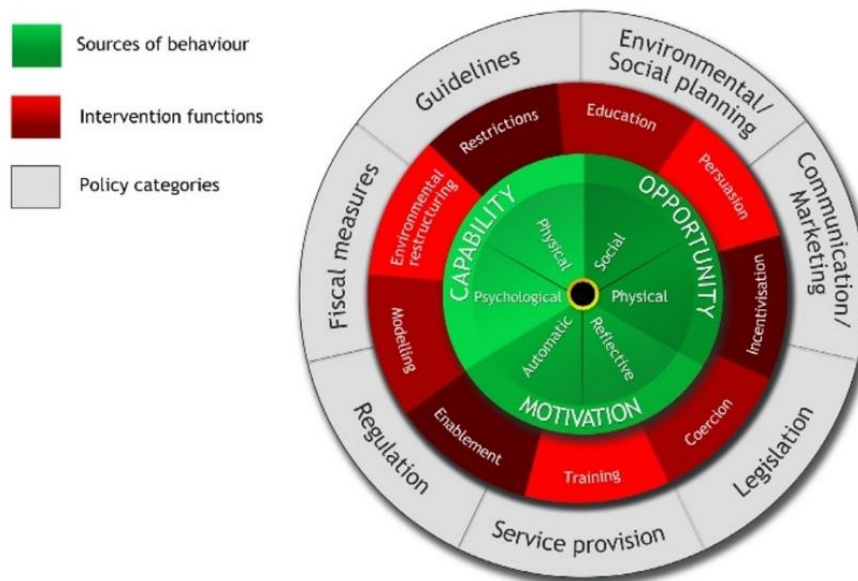 Sources of behaviour
Intervention functions
Policy categories
Guidelines
Environmental/
Social planning
Communication/
Marketing
Legislation
Service provision
Regulation
Fiscal measures
Restrictions
Education
Persuasion
Incentivisation
Coercion
Training
Enablement
Modelling
Environmental
restructuring
CAPABILITY
OPPORTUNITY
MOTIVATION
Physical
Social
Psychological
Physical
Automatic
Reflective